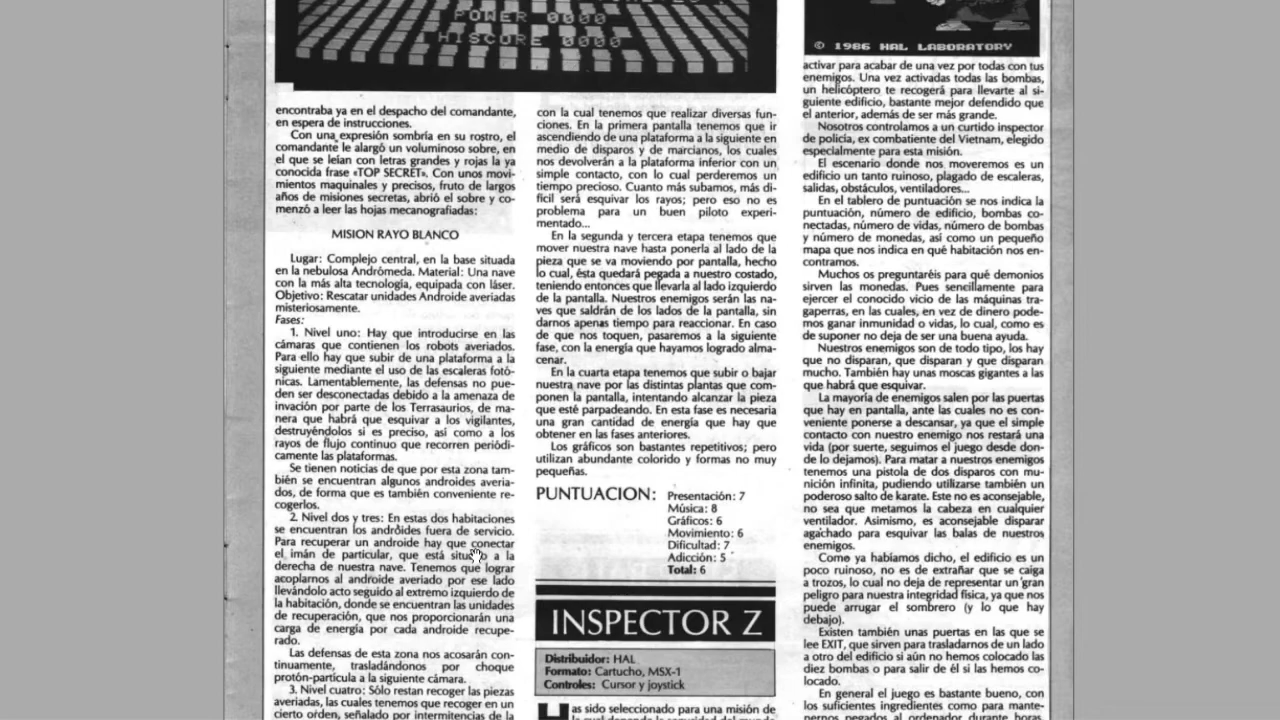 POWER 0000
HISCORE 0000
encontraba ya en el despacho del comandante,
en espera de instrucciones.
Con una expresión sombría en su rostro, el
comandante le alargó un voluminoso sobre, en
el que se leían con letras grandes y rojas la ya
conocida frase «TOP SECRET». Con unos movi-
mientos maquinales y precisos, fruto de largos
años de misiones secretas, abrió el sobre y co-
menzó a leer las hojas mecanografiadas:
MISION RAYO BLANCO
Lugar: Complejo central, en la base situada
en la nebulosa Andrómeda. Material: Una nave
con la más alta tecnología, equipada con láser.
Objetivo: Rescatar unidades Androide averiadas
misteriosamente.
Fases:
1. Nivel uno: Hay que introducirse en las
cámaras que contienen los robots averiados.
Para ello hay que subir de una plataforma a la
siguiente mediante el uso de las escaleras fotó-
nicas. Lamentablemente, las defensas no pue-
den ser desconectadas debido a la amenaza de
invación por parte de los Terrasaurios, de ma-
nera que habrá que esquivar a los vigilantes,
destruyéndolos si es preciso, así como a los
rayos de flujo continuo que recorren periódi-
camente las plataformas.
Se tienen noticias de que por esta zona tam-
bién se encuentran algunos androides averia-
dos, de forma que es también conveniente re-
cogerlos.
2. Nivel dos y tres: En estas dos habitaciones
se encuentran los andróides fuera de servicio.
Para recuperar un androide hay que conectar
el imán de particular, que está a la
derecha de nuestra nave. Tenemos que lograr
acoplarnos al androide averiado por ese lado
llevándolo acto seguido al extremo izquierdo de
la habitación, donde se encuentran las unidades
de recuperación, que nos proporcionarán una
carga de energía por cada androide recupe-
rado.
Las defensas de esta zona nos acosarán con-
tinuamente, trasladándonos por choque
protón-partícula a la siguiente cámara.
3. Nivel cuatro: Sólo restan recoger las piezas
averiadas, las cuales tenemos que recoger en un
cierto orden, señalado por intermitencias de la
con la cual tenemos que realizar diversas fun-
ciones. En la primera pantalla tenemos que ir
ascendiendo de una plataforma a la siguiente en
medio de disparos y de marcianos, los cuales
nos devolverán a la plataforma inferior con un
simple contacto, con lo cual perderemos un
tiempo precioso. Cuanto más subamos, más di-
fícil será esquivar los rayos; pero eso no es
problema para un buen piloto experi-
mentado...
En la segunda y tercera etapa tenemos que
mover nuestra nave hasta ponerla al lado de la
pieza que se va moviendo por pantalla, hecho
lo cual, ésta quedará pegada a nuestro costado,
teniendo entonces que llevarla al lado izquierdo
de la pantalla. Nuestros enemigos serán las na-
ves que saldrán de los lados de la pantalla, sin
darnos apenas tiempo para reaccionar. En caso
de que nos toquen, pasaremos a la siguiente
fase, con la energía que hayamos logrado alma-
cenar.
En la cuarta etapa tenemos que subir o bajar
nuestra nave por las distintas plantas que com-
ponen la pantalla, intentando alcanzar la pieza
que esté parpadeando. En esta fase es necesaria
una gran cantidad de energía que hay que
obtener en las fases anteriores.
Los gráficos son bastantes repetitivos; pero
utilizan abundante colorido y formas no muy
pequeñas.
PUNTUACION:
Presentación: 7
Música: 8
Gráficos: 6
Movimiento: 6
Dificultad: 7
Adicción: 5
Total: 6
INSPECTOR Z
Distribuidor: HAL
Formato: Cartucho, MSX-1
Controles: Cursor y joystick
Has sido seleccionado para una misión de
la cual depende la seguridad del mundo
© 1986 HAL LABORATORY
activar para acabar de una vez por todas con tus
enemigos. Una vez activadas todas las bombas,
un helicóptero te recogerá para llevarte al si-
guiente edificio, bastante mejor defendido que
el anterior, además de ser más grande.
Nosotros controlamos a un curtido inspector
de policía, ex combatiente del Vietnam, elegido
especialmente para esta misión.
El escenario donde nos moveremos es un
edificio un tanto ruinoso, plagado de escaleras,
salidas, obstáculos, ventiladores...
En el tablero de puntuación se nos indica la
puntuación, número de edificio, bombas co-
nectadas, número de vidas, número de bombas
y número de monedas, así como un pequeño
mapa que nos indica en qué habitación nos en-
contramos.
Muchos os preguntaréis para qué demonios
sirven las monedas. Pues sencillamente para
ejercer el conocido vicio de las máquinas tra-
gaperras, en las cuales, en vez de dinero pode-
mos ganar inmunidad o vidas, lo cual, como es
de suponer no deja de ser una buena ayuda.
Nuestros enemigos son de todo tipo, los hay
que no disparan, que disparan y que disparan
mucho. También hay unas moscas gigantes a las
que habrá que esquivar.
La mayoría de enemigos salen por las puertas
que hay en pantalla, ante las cuales no es con-
veniente ponerse a descansar, ya que el simple
contacto con nuestro enemigo nos restará una
vida (por suerte, seguimos el juego desde don-
de lo dejamos). Para matar a nuestros enemigos
tenemos una pistola de dos disparos con mu-
nición infinita, pudiendo utilizarse también un
poderoso salto de karate. Este no es aconsejable,
no sea que metamos la cabeza en cualquier
ventilador. Asimismo, es aconsejable disparar
agachado para esquivar las balas de nuestros
enemigos.
Como ya habíamos dicho, el edificio es un
poco ruinoso, no es de extrañar que se caiga
a trozos, lo cual no deja de representar un gran
peligro para nuestra integridad física, ya que nos
puede arrugar el sombrero (y lo que hay
debajo).
Existen también unas puertas en las que se
lee EXIT, que sirven para trasladarnos de un lado
a otro del edificio si aún no hemos colocado las
diez bombas o para salir de él si las hemos co-
locado.
En general el juego es bastante bueno, con
los suficientes ingredientes como para mante-
nernos pegados al ordenador durante horas.